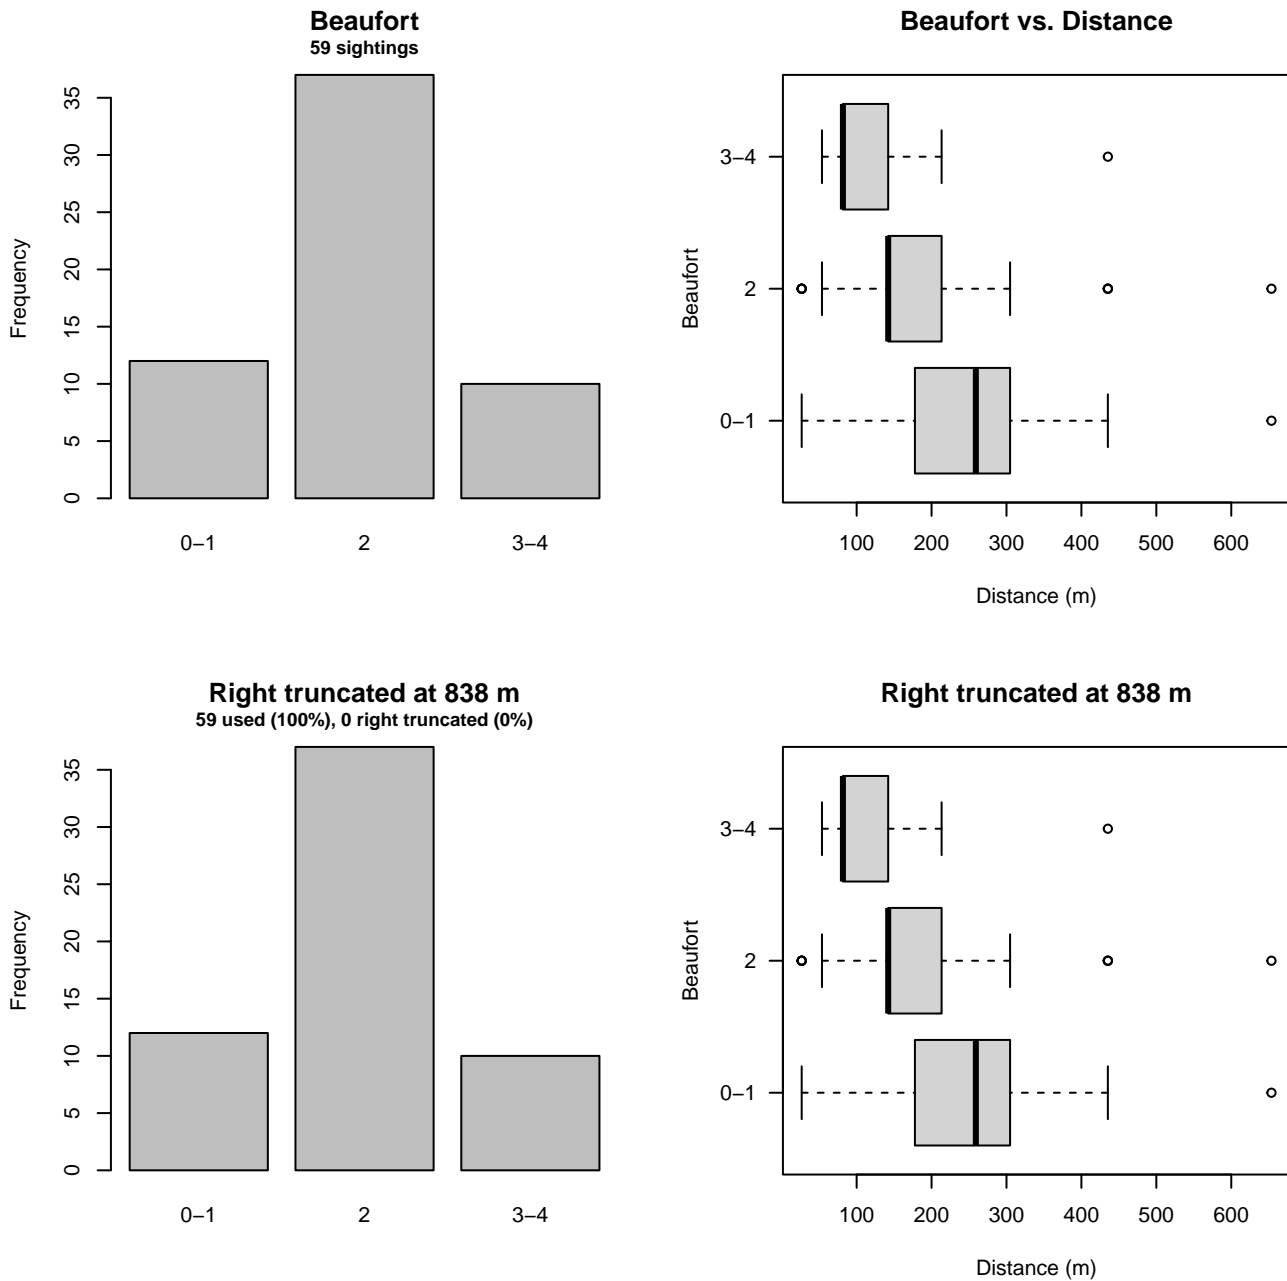 Beaufort
59 sightings
Frequency
35
30
25
20
15
10
5
0
0–1
2
3–4
Beaufort vs. Distance
Beaufort
3–4
2
0–1
100 200 300 400 500 600
Distance (m)
Right truncated at 838 m
59 used (100%), 0 right truncated (0%)
Frequency
35
30
25
20
15
10
5
0
0–1
2
3–4
Right truncated at 838 m
Beaufort
3–4
2
0–1
100 200 300 400 500 600
Distance (m)